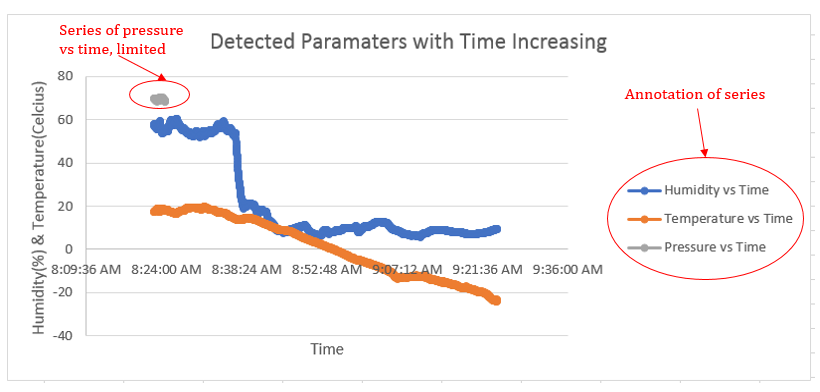 Series of pressure
vs time, limited
Detected Paramaters with Time Increasing
Annotation of series
Humidity(%) & Temperature(Celcius)
80
60
40
20
0
-20
-40
8:09:36 AM 8:24:00 AM 8:38:24 AM 8:52:48 AM 9:07:12 AM 9:21:36 AM 9:36:00 AM
Time
Humidity vs Time
Temperature vs Time
Pressure vs Time